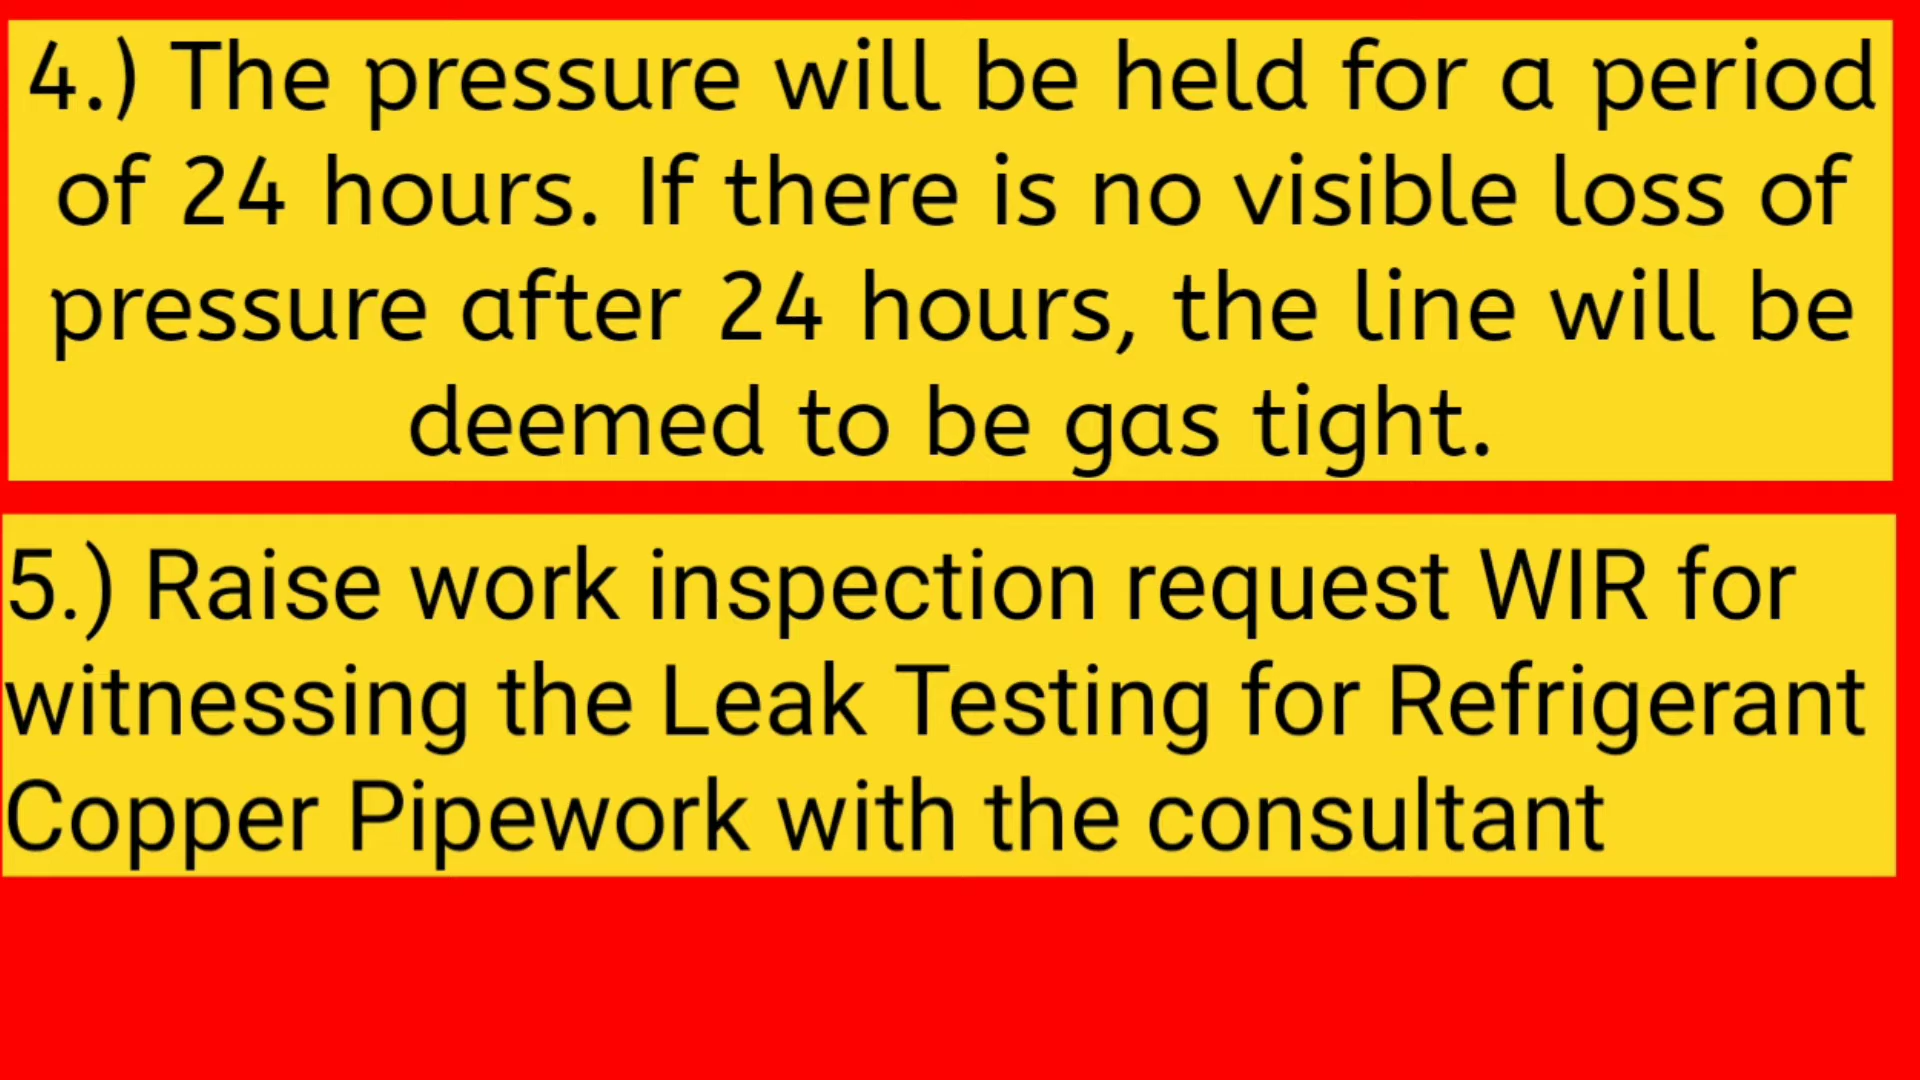 4.) The pressure will be held for a period
of 24 hours. If there is no visible loss of
pressure after 24 hours, the line will be
deemed to be gas tight.
5.) Raise work inspection request WIR for
witnessing the Leak Testing for Refrigerant
Copper Pipework with the consultant